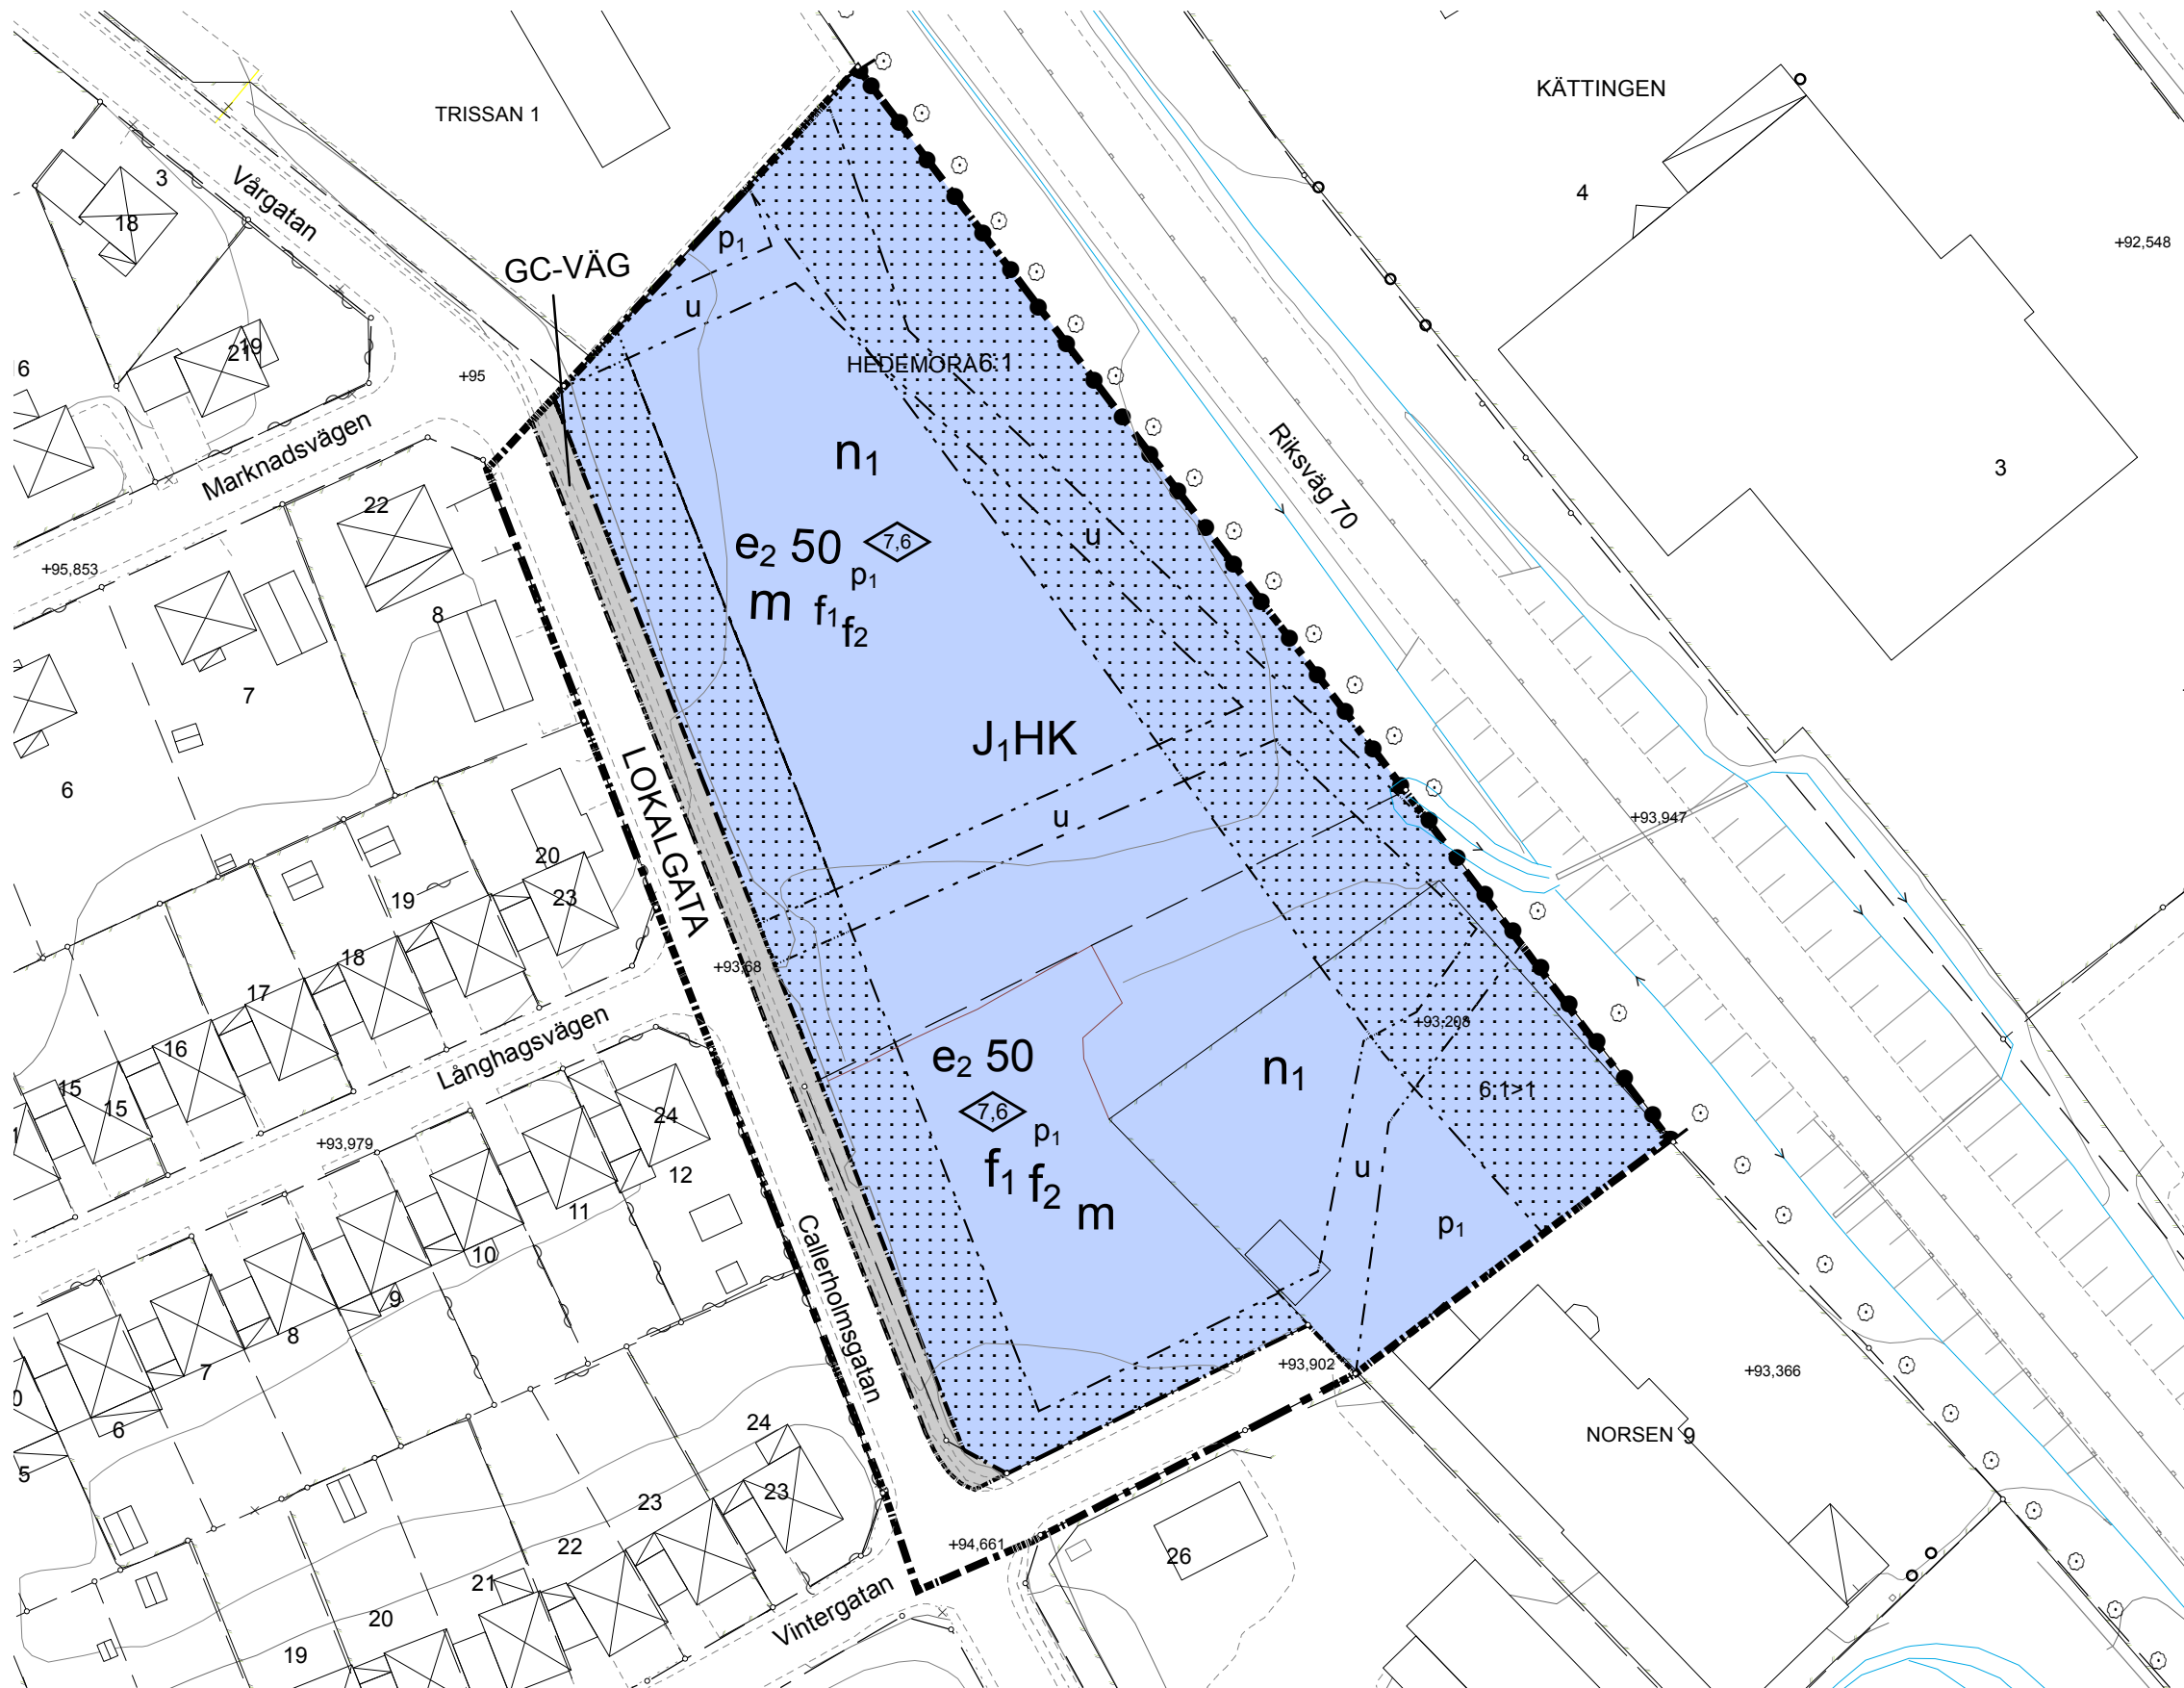 TRISSAN 1
KÄTTINGEN
3
18
Vårgatan
4
+92,548
p1
GC-VÄG
u
19
21
6
+95
HEDEMORA6:1
Marknadsvägen
n1
Riksväg 70
3
22
e2 50
7,6
u
p1
+95,853
m
f1
f2
8
7
J1HK
6
LOKALGATA
u
+93,947
20
19
23
18
+93,68
17
Långhagsvägen
+93,208
16
e2 50
n1
15
15
6:1>1
7,6
24
p1
+93,979
12
f1
f2
u
m
p1
11
10
Callerholmsgatan
9
8
7
+93,902
+93,366
6
24
NORSEN 9
5
23
23
22
+94,661
26
21
20
Vintergatan
19